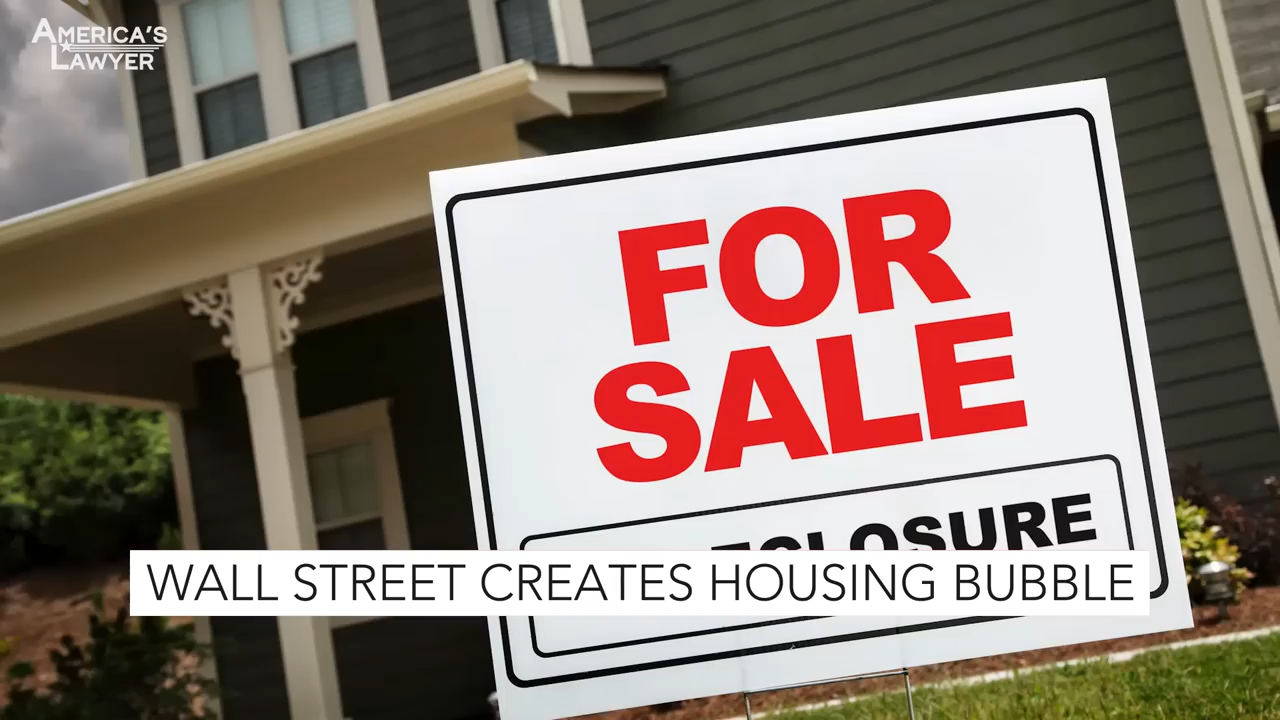 AMERICA'S
LAWYER
FOR
SALE
WALL STREET CREATES HOUSING BUBBLE